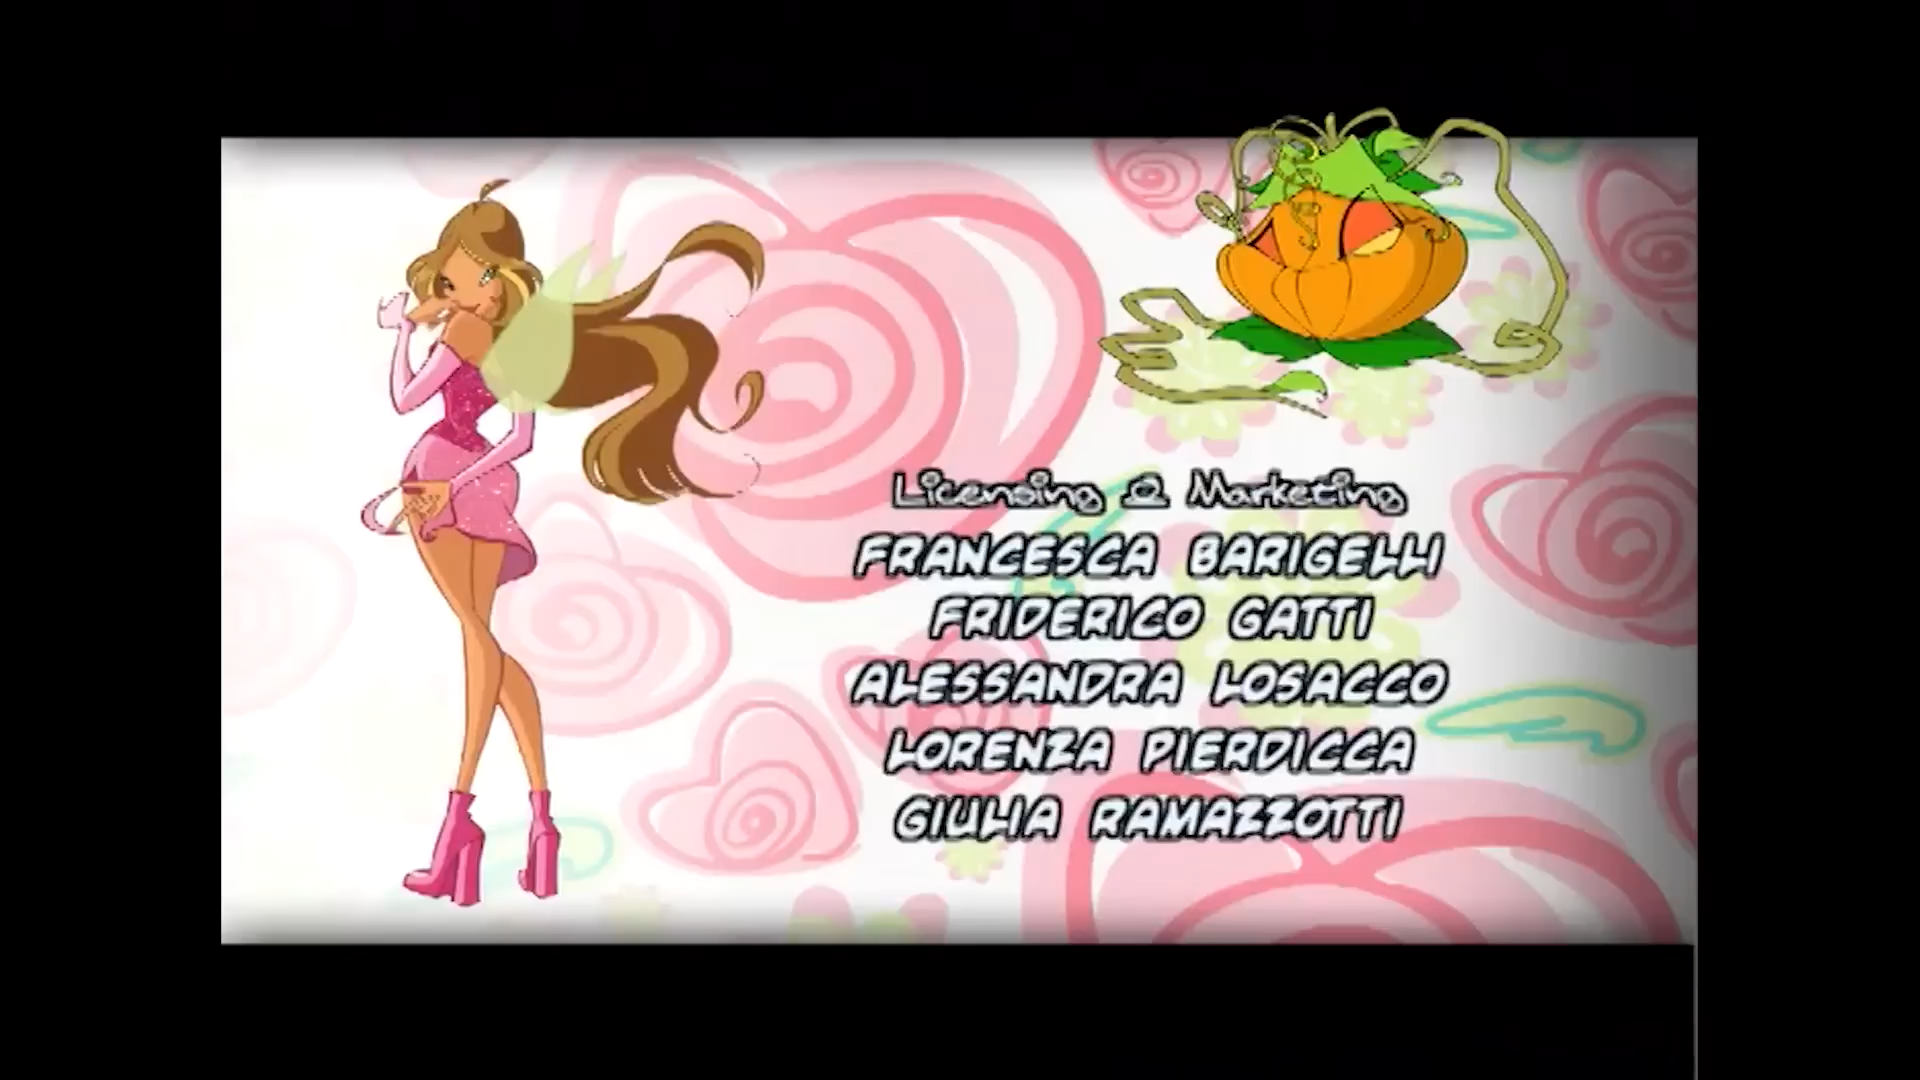 Licensing & Marketing
FRANCESCA BARIGELLI
FRIDERICO GATTI
ALESSANDRA LOSACCO
LORENZA PIERDICCA
GIULIA RAMAZZOTTI